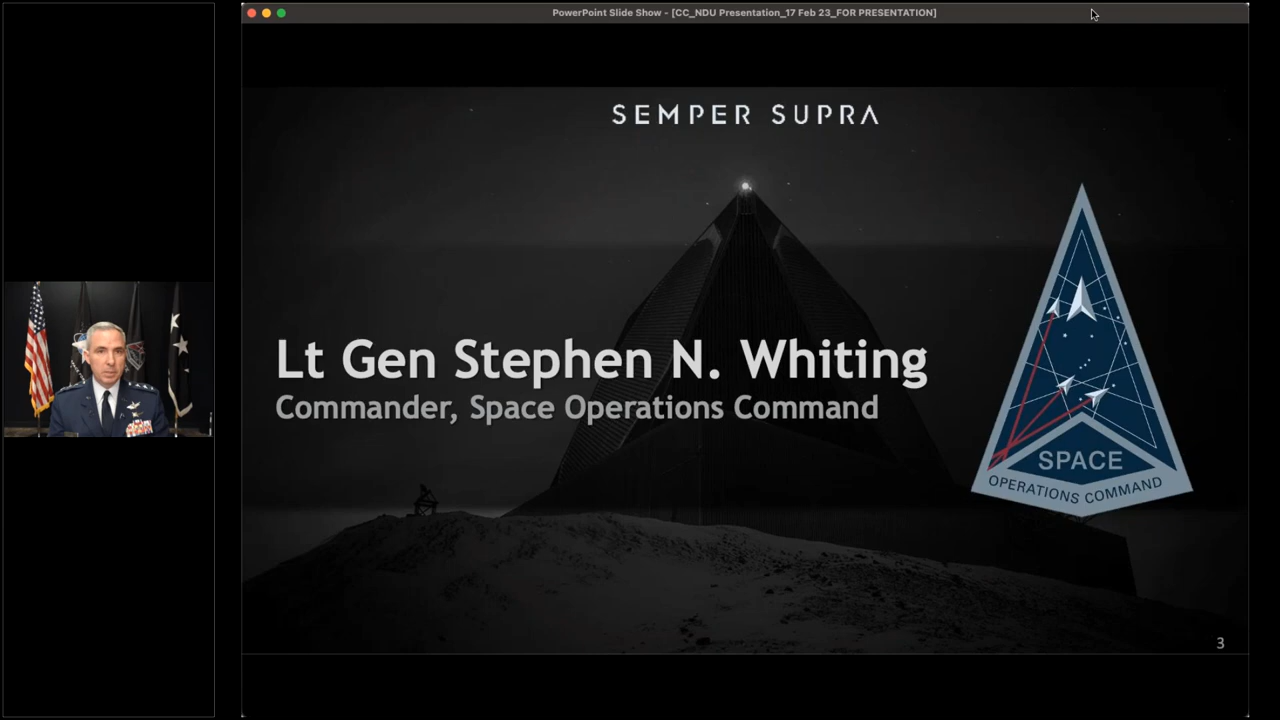 PowerPoint Slide Show - [CC_NDU Presentation_17 Feb 23_FOR PRESENTATION]
SEMPER SUPRA
Lt Gen Stephen N. Whiting
Commander, Space Operations Command
SPACE
OPERATIONS COMMAND
3